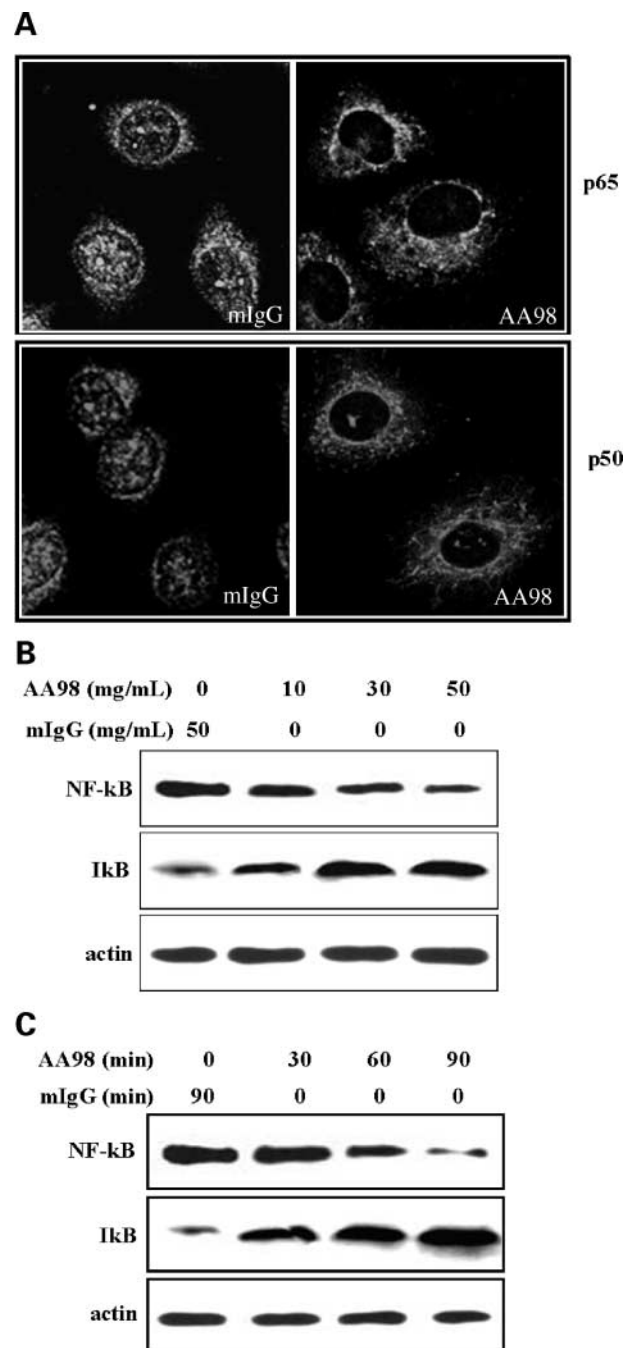 A
mIgG AA98 p65
mIgG AA98 p50
B
AA98 (mg/mL) 0 10 30 50
mIgG (mg/mL) 50 0 0 0
NF-kB
IkB
actin
C
AA98 (min) 0 30 60 90
mIgG (min) 90 0 0 0
NF-kB
IkB
actin